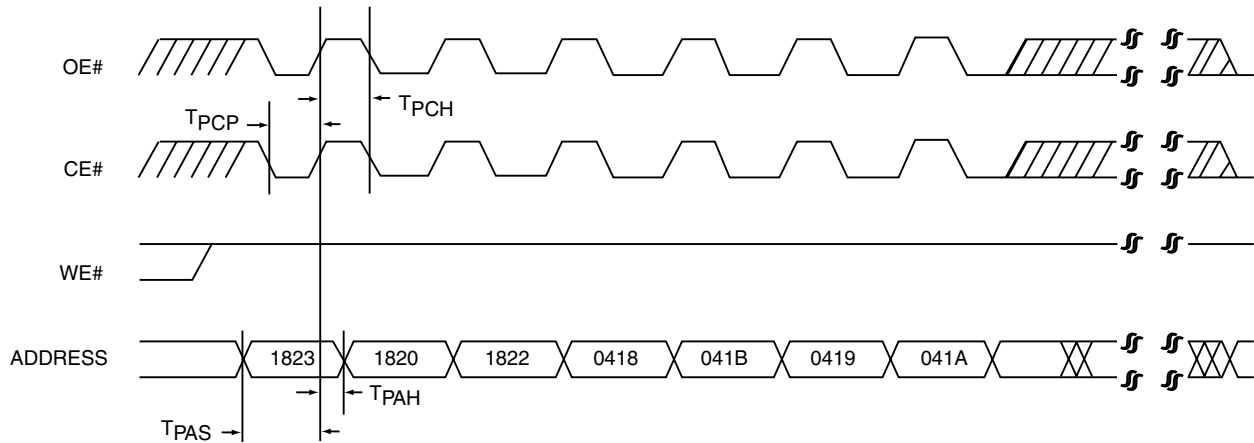 OE#
TPCP
TPCH
CE#
WE#
ADDRESS 1823 1820 1822 0418 041B 0419 041A
TPAH
TPAS